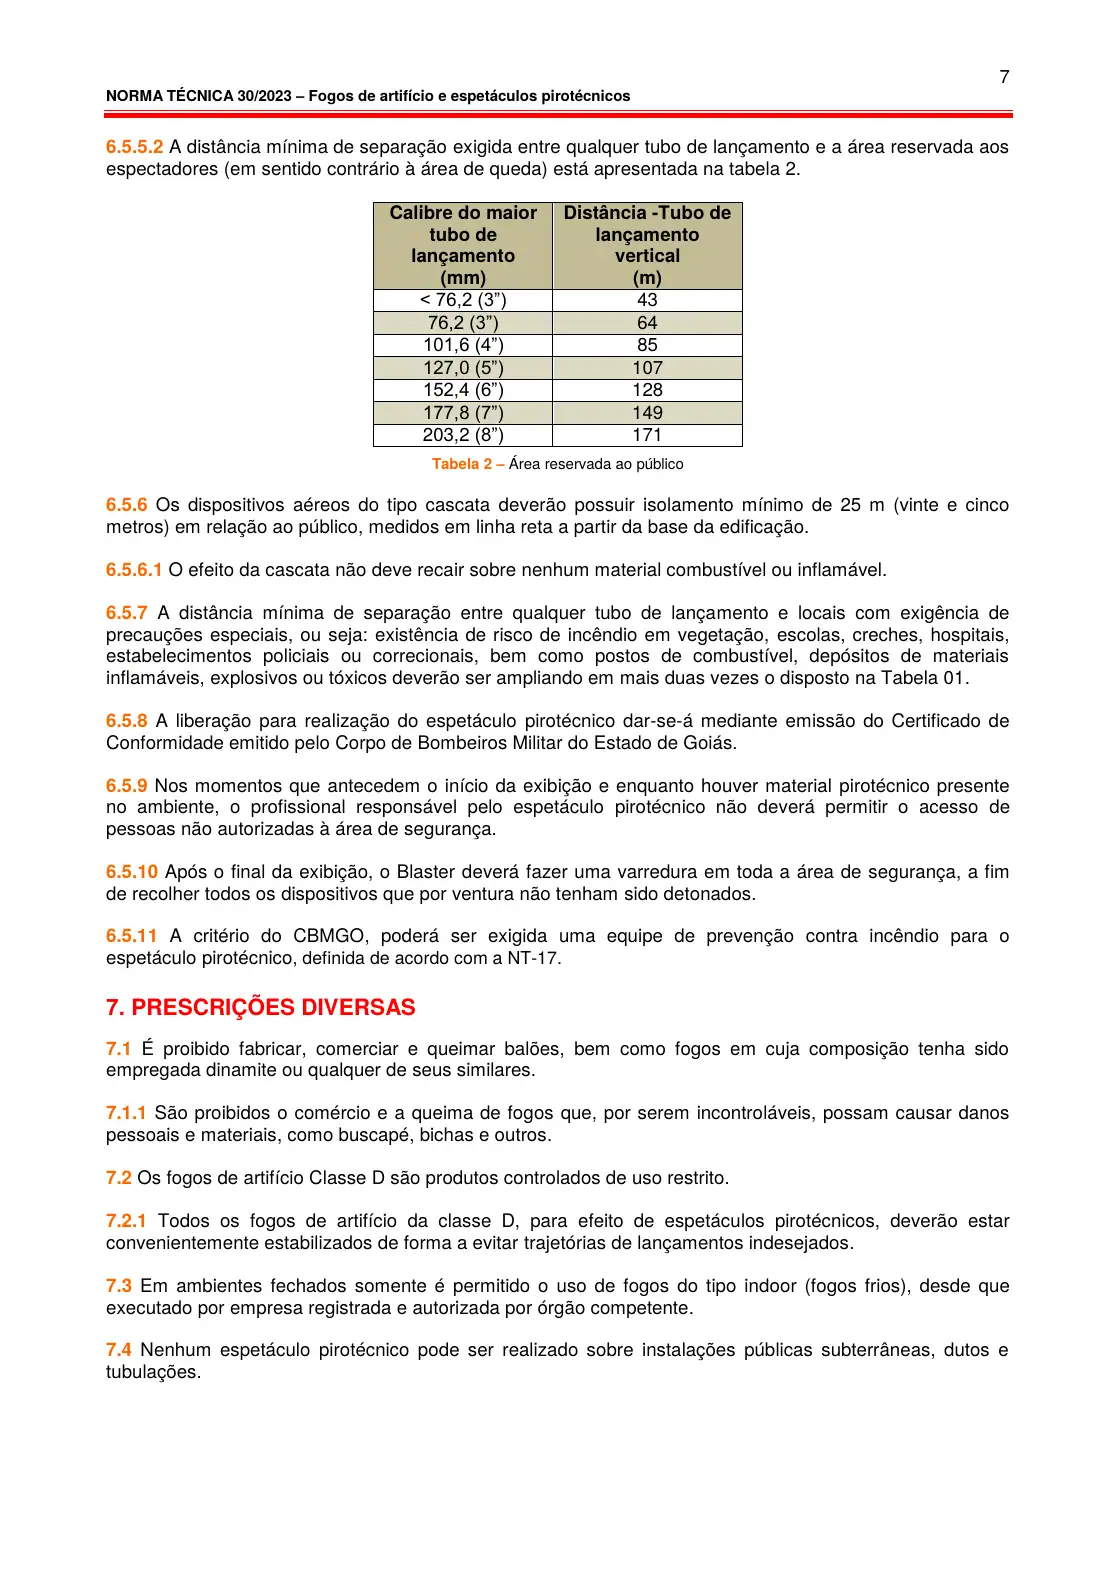 7
NORMA TÉCNICA 30/2023 – Fogos de artifício e espetáculos pirotécnicos
6.5.5.2 A distância mínima de separação exigida entre qualquer tubo de lançamento e a área reservada aos
espectadores (em sentido contrário à área de queda) está apresentada na tabela 2.
Calibre do maior Distância -Tubo de
tubo de lançamento
lançamento vertical
(mm) (m)
< 76,2 (3”) 43
76,2 (3”) 64
101,6 (4”) 85
127,0 (5”) 107
152,4 (6”) 128
177,8 (7”) 149
203,2 (8”) 171
Tabela 2 – Área reservada ao público
6.5.6 Os dispositivos aéreos do tipo cascata deverão possuir isolamento mínimo de 25 m (vinte e cinco
metros) em relação ao público, medidos em linha reta a partir da base da edificação.
6.5.6.1 O efeito da cascata não deve recair sobre nenhum material combustível ou inflamável.
6.5.7 A distância mínima de separação entre qualquer tubo de lançamento e locais com exigência de
precauções especiais, ou seja: existência de risco de incêndio em vegetação, escolas, creches, hospitais,
estabelecimentos policiais ou correcionais, bem como postos de combustível, depósitos de materiais
inflamáveis, explosivos ou tóxicos deverão ser ampliando em mais duas vezes o disposto na Tabela 01.
6.5.8 A liberação para realização do espetáculo pirotécnico dar-se-á mediante emissão do Certificado de
Conformidade emitido pelo Corpo de Bombeiros Militar do Estado de Goiás.
6.5.9 Nos momentos que antecedem o início da exibição e enquanto houver material pirotécnico presente
no ambiente, o profissional responsável pelo espetáculo pirotécnico não deverá permitir o acesso de
pessoas não autorizadas à área de segurança.
6.5.10 Após o final da exibição, o Blaster deverá fazer uma varredura em toda a área de segurança, a fim
de recolher todos os dispositivos que por ventura não tenham sido detonados.
6.5.11 A critério do CBMGO, poderá ser exigida uma equipe de prevenção contra incêndio para o
espetáculo pirotécnico, definida de acordo com a NT-17.
7. PRESCRIÇÕES DIVERSAS
7.1 É proibido fabricar, comerciar e queimar balões, bem como fogos em cuja composição tenha sido
empregada dinamite ou qualquer de seus similares.
7.1.1 São proibidos o comércio e a queima de fogos que, por serem incontroláveis, possam causar danos
pessoais e materiais, como buscapé, bichas e outros.
7.2 Os fogos de artifício Classe D são produtos controlados de uso restrito.
7.2.1 Todos os fogos de artifício da classe D, para efeito de espetáculos pirotécnicos, deverão estar
convenientemente estabilizados de forma a evitar trajetórias de lançamentos indesejados.
7.3 Em ambientes fechados somente é permitido o uso de fogos do tipo indoor (fogos frios), desde que
executado por empresa registrada e autorizada por órgão competente.
7.4 Nenhum espetáculo pirotécnico pode ser realizado sobre instalações públicas subterrâneas, dutos e
tubulações.